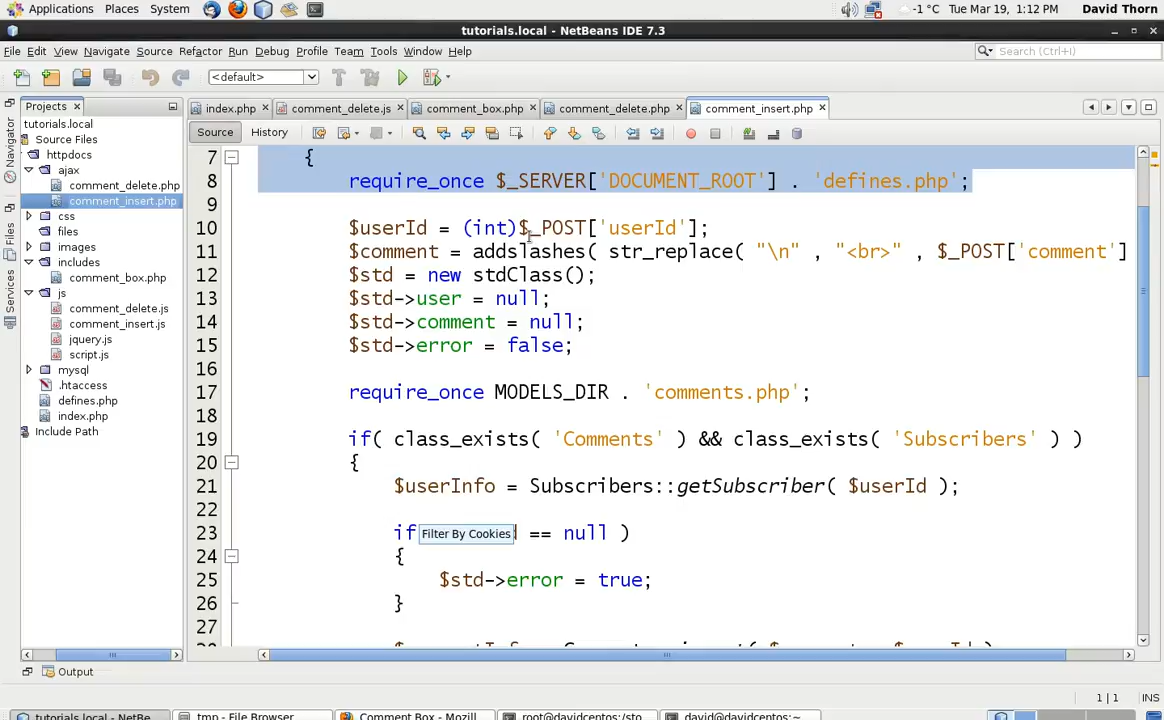 Applications Places System -1 °C Tue Mar 19, 1:12 PM David Thorn
tutorials.local - NetBeans IDE 7.3
File Edit View Navigate Source Refactor Run Debug Profile Team Tools Window Help Search (Ctrl+I)
<default>
Projects index.php comment_delete.js comment_box.php comment_delete.php comment_insert.php
Navigator
Files
Services
tutorials.local
Source Files
httpdocs
ajax
comment_delete.php
comment_insert.php
css
files
images
includes
comment_box.php
js
comment_delete.js
comment_insert.js
jquery.js
script.js
mysql
.htaccess
defines.php
index.php
Include Path
Source History
7 {
8 require_once $_SERVER['DOCUMENT_ROOT'] . 'defines.php';
9
10 $userId = (int)$_POST['userId'];
11 $comment = addslashes( str_replace( "\n" , "<br>" , $_POST['comment']
12 $std = new stdClass();
13 $std->user = null;
14 $std->comment = null;
15 $std->error = false;
16
17 require_once MODELS_DIR . 'comments.php';
18
19 if( class_exists( 'Comments' ) && class_exists( 'Subscribers' ) )
20 {
21 $userInfo = Subscribers::getSubscriber( $userId );
22
23 if Filter By Cookies == null )
24 {
25 $std->error = true;
26 }
27
Output
1 | 1 INS
tutorials.local - NetBe... tmp - File Browser Comment Box - Mozill... root@davidcentos:/sto... david@davidcentos:~